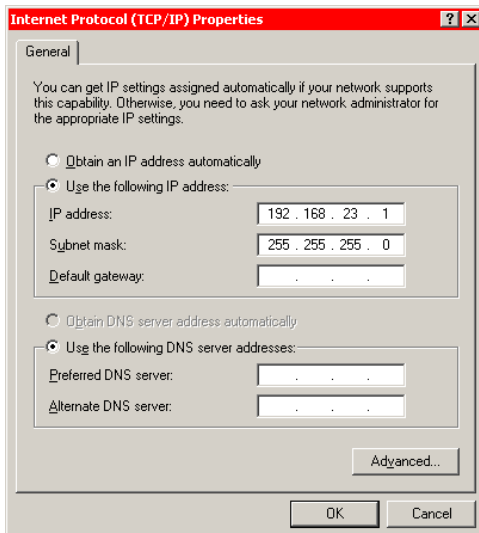 Internet Protocol (TCP/IP) Properties
General
You can get IP settings assigned automatically if your network supports
this capability. Otherwise, you need to ask your network administrator for
the appropriate IP settings.
Obtain an IP address automatically
Use the following IP address:
IP address: 192 . 168 . 23 . 1
Subnet mask: 255 . 255 . 255 . 0
Default gateway: . . .
Obtain DNS server address automatically
Use the following DNS server addresses:
Preferred DNS server: . . .
Alternate DNS server: . . .
Advanced...
OK Cancel